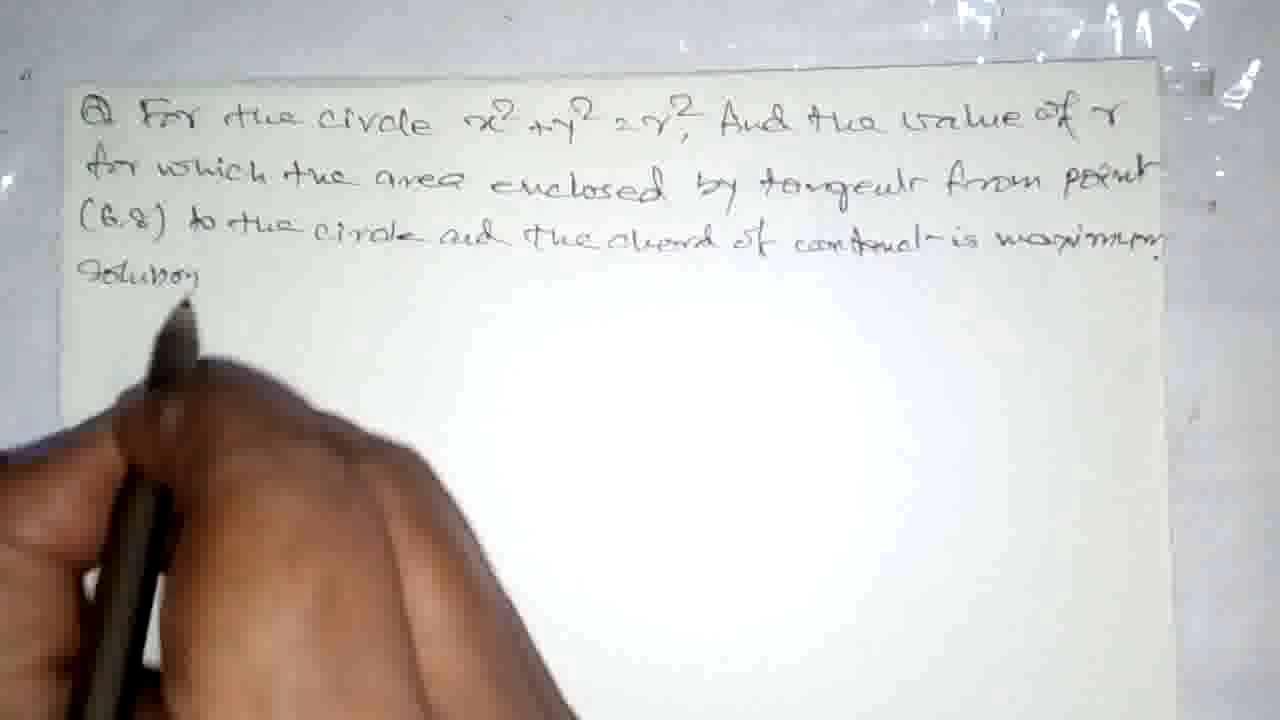 Q For the circle x² + y² = r², find the value of r
for which the area enclosed by tangents from point
(6.8) to the circle and the chord of contact is maximum.
Solution